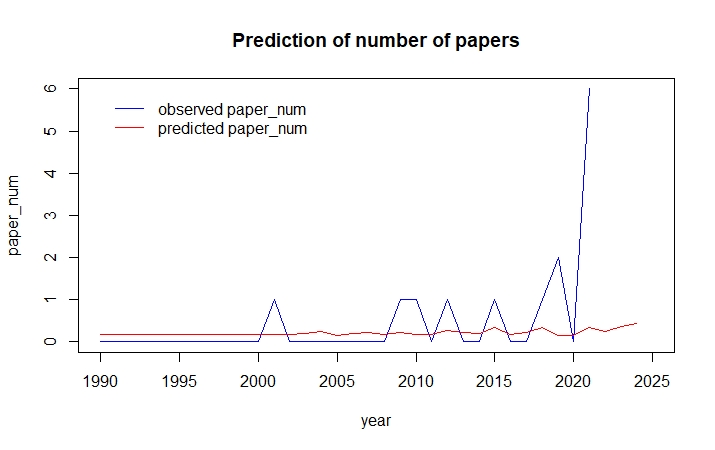 Prediction of number of papers
observed paper_num
predicted paper_num
paper_num
6
5
4
3
2
1
0
1990 1995 2000 2005 2010 2015 2020 2025
year